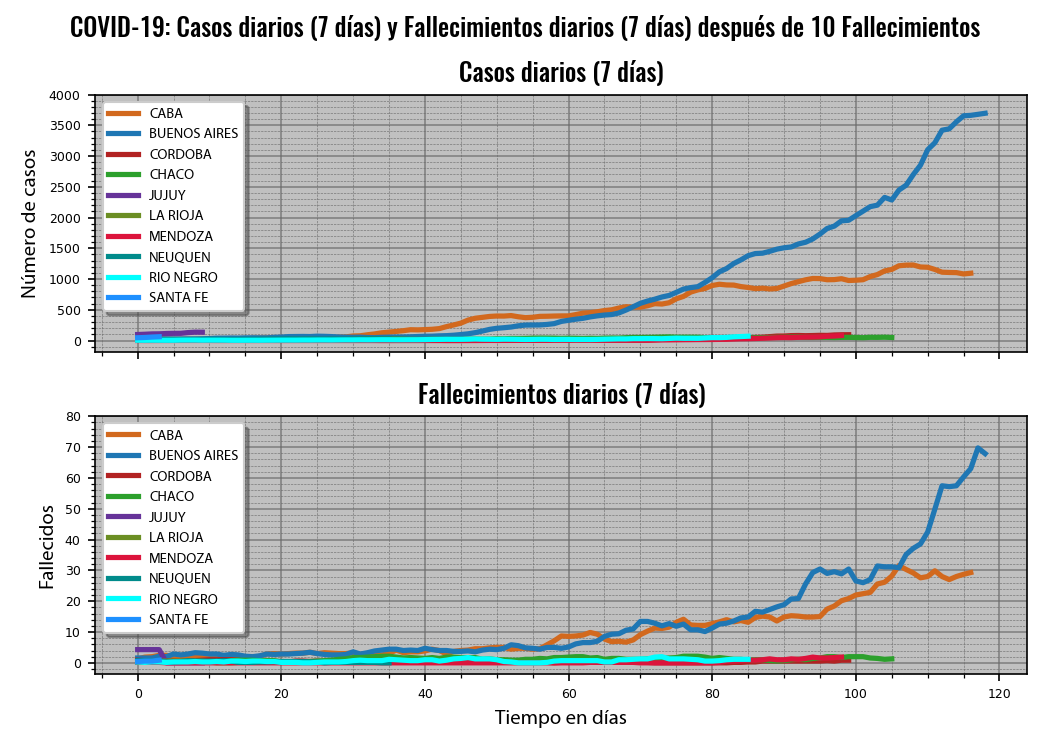 COVID-19: Casos diarios (7 días) y Fallecimientos diarios (7 días) después de 10 Fallecimientos
Casos diarios (7 días)
Número de casos
4000
3500
3000
2500
2000
1500
1000
500
0
CABA
BUENOS AIRES
CORDOBA
CHACO
JUJUY
LA RIOJA
MENDOZA
NEUQUEN
RIO NEGRO
SANTA FE
Fallecimientos diarios (7 días)
Fallecidos
80
70
60
50
40
30
20
10
0
CABA
BUENOS AIRES
CORDOBA
CHACO
JUJUY
LA RIOJA
MENDOZA
NEUQUEN
RIO NEGRO
SANTA FE
0 20 40 60 80 100 120
Tiempo en días